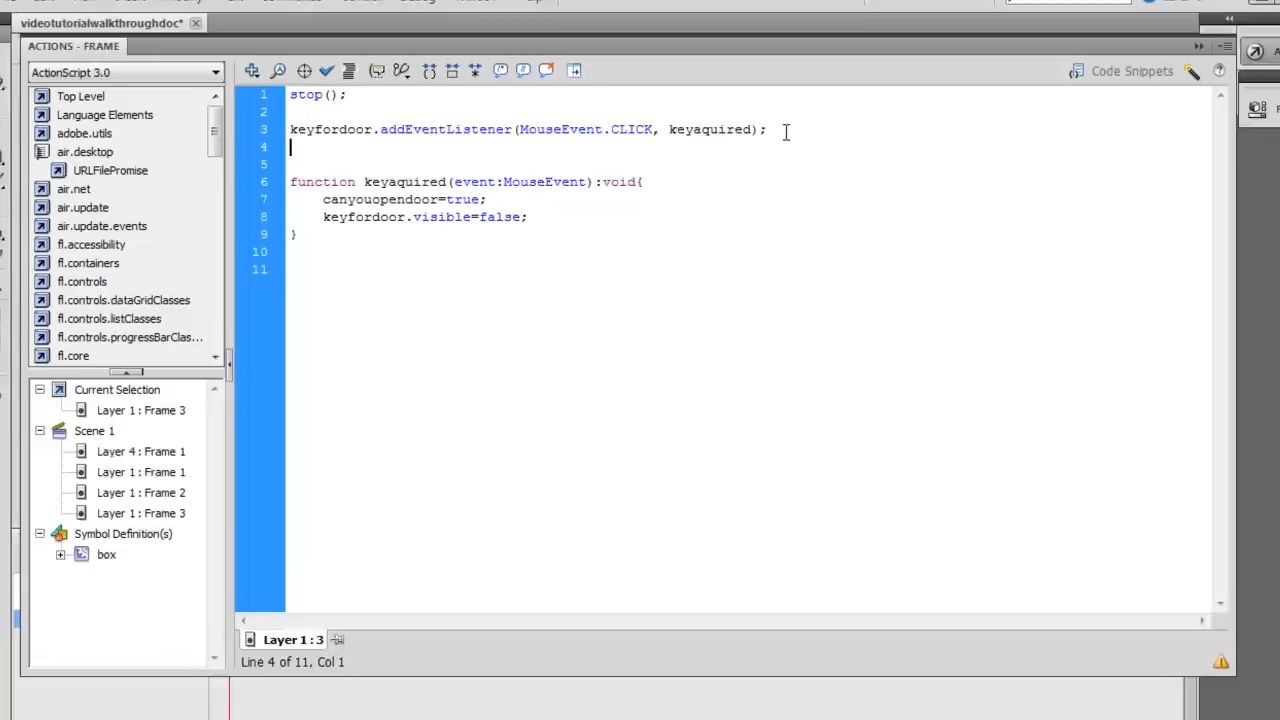 videotutorialwalkthroughdoc*
ACTIONS - FRAME
ActionScript 3.0
Code Snippets
Top Level
Language Elements
adobe.utils
air.desktop
URLFilePromise
air.net
air.update
air.update.events
fl.accessibility
fl.containers
fl.controls
fl.controls.dataGridClasses
fl.controls.listClasses
fl.controls.progressBarClas...
fl.core
Current Selection
Layer 1 : Frame 3
Scene 1
Layer 4 : Frame 1
Layer 1 : Frame 1
Layer 1 : Frame 2
Layer 1 : Frame 3
Symbol Definition(s)
box
1 stop();
2
3 keyfordoor.addEventListener(MouseEvent.CLICK, keyaquired);
4
5
6 function keyaquired(event:MouseEvent):void{
7 canyouopendoor=true;
8 keyfordoor.visible=false;
9 }
10
11
Layer 1 : 3
Line 4 of 11, Col 1